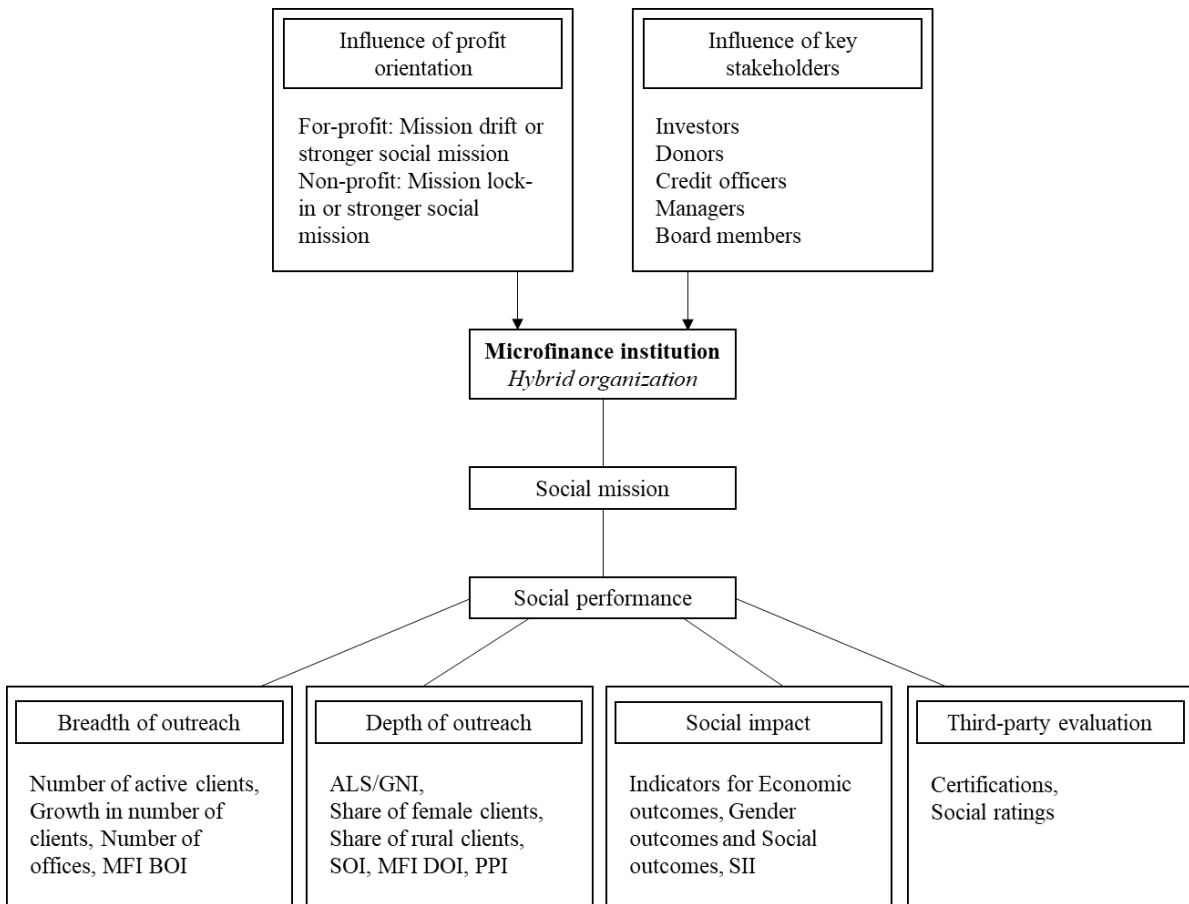 Influence of profit
orientation
For-profit: Mission drift or
stronger social mission
Non-profit: Mission lock-
in or stronger social
mission
Influence of key
stakeholders
Investors
Donors
Credit officers
Managers
Board members
Microfinance institution
Hybrid organization
Social mission
Social performance
Breadth of outreach
Number of active clients,
Growth in number of
clients, Number of
offices, MFI BOI
Depth of outreach
ALS/GNI,
Share of female clients,
Share of rural clients,
SOI, MFI DOI, PPI
Social impact
Indicators for Economic
outcomes, Gender
outcomes and Social
outcomes, SII
Third-party evaluation
Certifications,
Social ratings